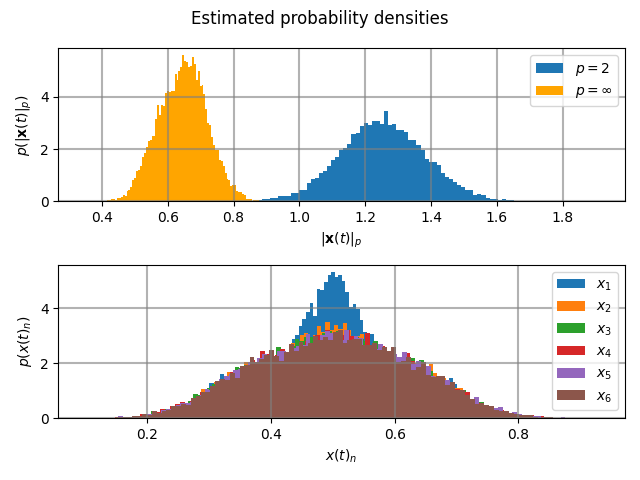 Estimated probability densities
p(|x(t)|p)
4
2
0
p = 2
p = ∞
0.4 0.6 0.8 1.0 1.2 1.4 1.6 1.8
|x(t)|p
p(x(t)n)
4
2
0
x1
x2
x3
x4
x5
x6
0.2 0.4 0.6 0.8
x(t)n